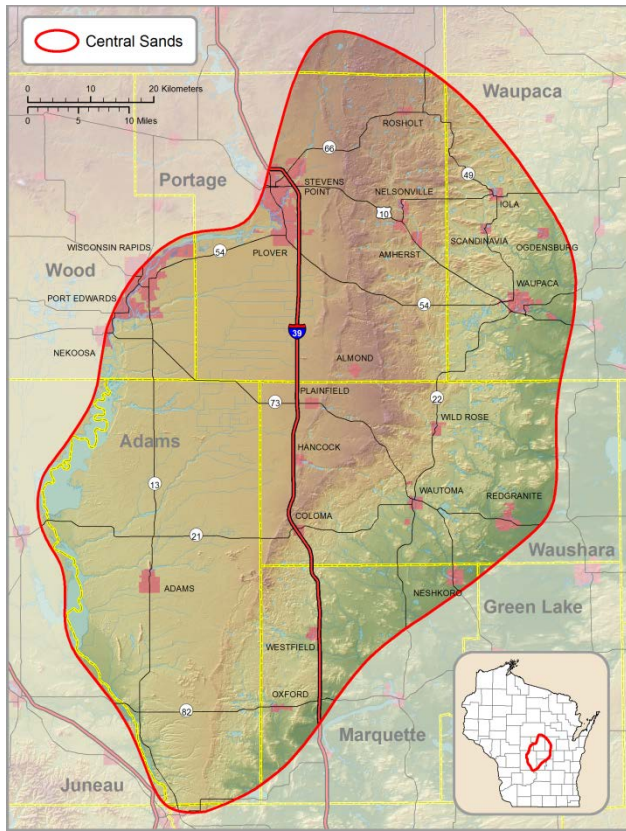 Central Sands
0 10 20 Kilometers
0 5 10 Miles
Waupaca
ROSHOLT
66
49
Portage
STEVENS
POINT
NELSONVILLE
IOLA
10
SCANDINAVIA
OGDENSBURG
WISCONSIN RAPIDS
54
PLOVER
AMHERST
Wood
WAUPACA
PORT EDWARDS
54
39
NEKOOSA
ALMOND
PLAINFIELD
73
22
WILD ROSE
Adams
HANCOCK
13
WAUTOMA
REDGRANITE
COLOMA
21
Waushara
ADAMS
NESHKORO
Green Lake
WESTFIELD
OXFORD
82
Marquette
Juneau